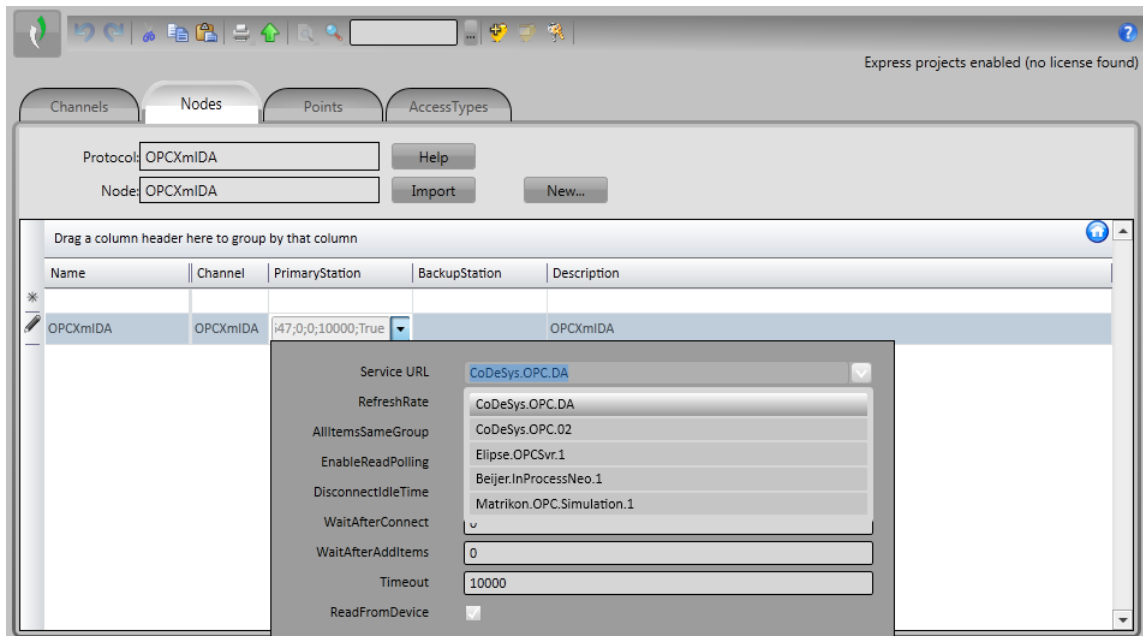 Express projects enabled (no license found)
Channels Nodes Points AccessTypes
Protocol: OPCXmlDA Help
Node: OPCXmlDA Import New...
Drag a column header here to group by that column
Name Channel PrimaryStation BackupStation Description
OPCXmlDA OPCXmlDA i47;0;0;10000;True OPCXmlDA
Service URL CoDeSys.OPC.DA
RefreshRate CoDeSys.OPC.DA
AllItemsSameGroup CoDeSys.OPC.02
EnableReadPolling Elipse.OPCSvr.1
DisconnectIdleTime Beijer.InProcessNeo.1
Matrikon.OPC.Simulation.1
WaitAfterConnect 0
WaitAfterAddItems 0
Timeout 10000
ReadFromDevice